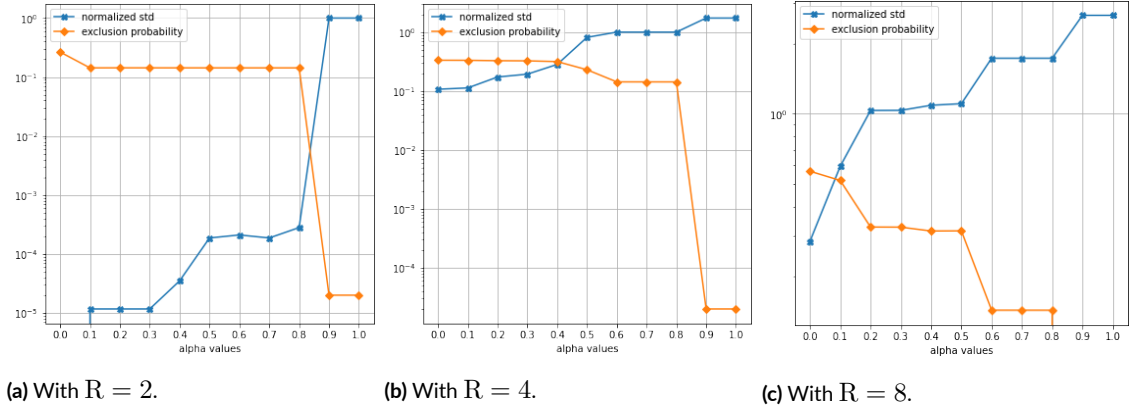 normalized std
exclusion probability
10⁰
10⁻¹
10⁻²
10⁻³
10⁻⁴
10⁻⁵
0.0 0.1 0.2 0.3 0.4 0.5 0.6 0.7 0.8 0.9 1.0
alpha values
(a) With R = 2.
normalized std
exclusion probability
10⁰
10⁻¹
10⁻²
10⁻³
10⁻⁴
0.0 0.1 0.2 0.3 0.4 0.5 0.6 0.7 0.8 0.9 1.0
alpha values
(b) With R = 4.
normalized std
exclusion probability
10⁰
0.0 0.1 0.2 0.3 0.4 0.5 0.6 0.7 0.8 0.9 1.0
alpha values
(c) With R = 8.